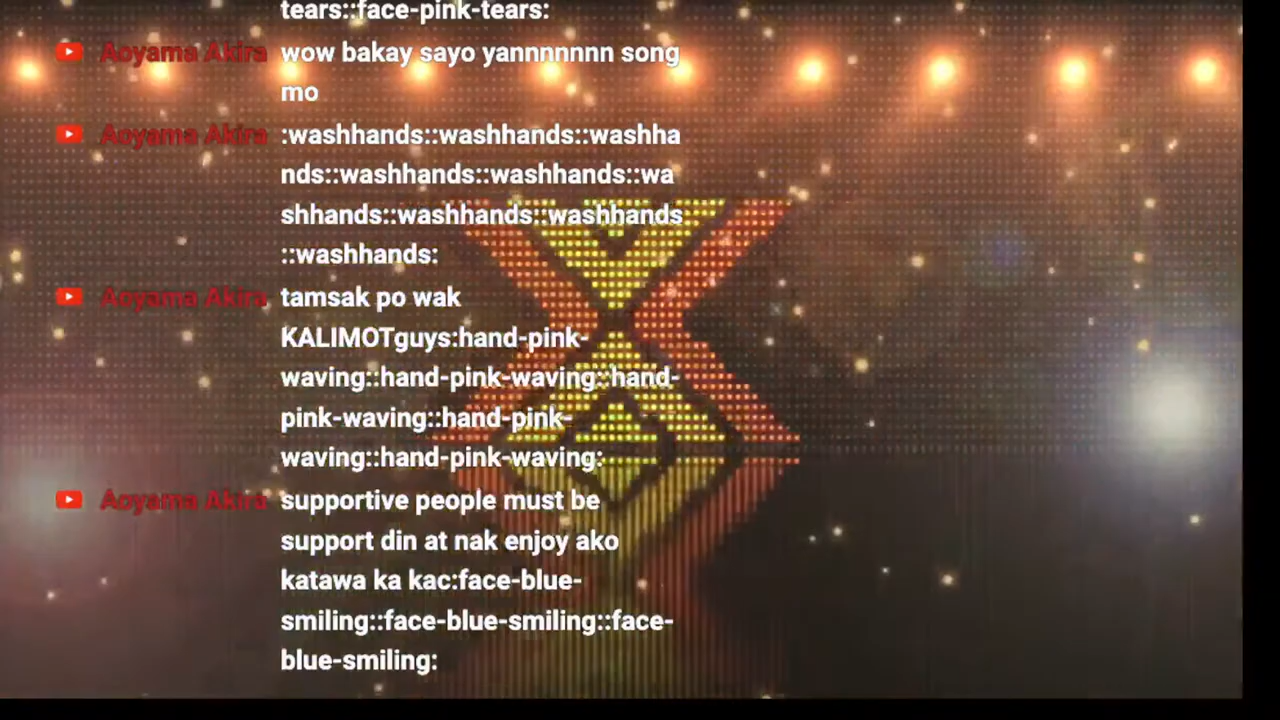 tears::face-pink-tears:
Aoyama Akira wow bakay sayo yannnnnnn song
mo
Aoyama Akira :washhands::washhands::washha
nds::washhands::washhands::wa
shhands::washhands::washhands
::washhands:
Aoyama Akira tamsak po wak
KALIMOTguys:hand-pink-
waving::hand-pink-waving::hand-
pink-waving::hand-pink-
waving::hand-pink-waving:
Aoyama Akira supportive people must be
support din at nak enjoy ako
katawa ka kac:face-blue-
smiling::face-blue-smiling::face-
blue-smiling: